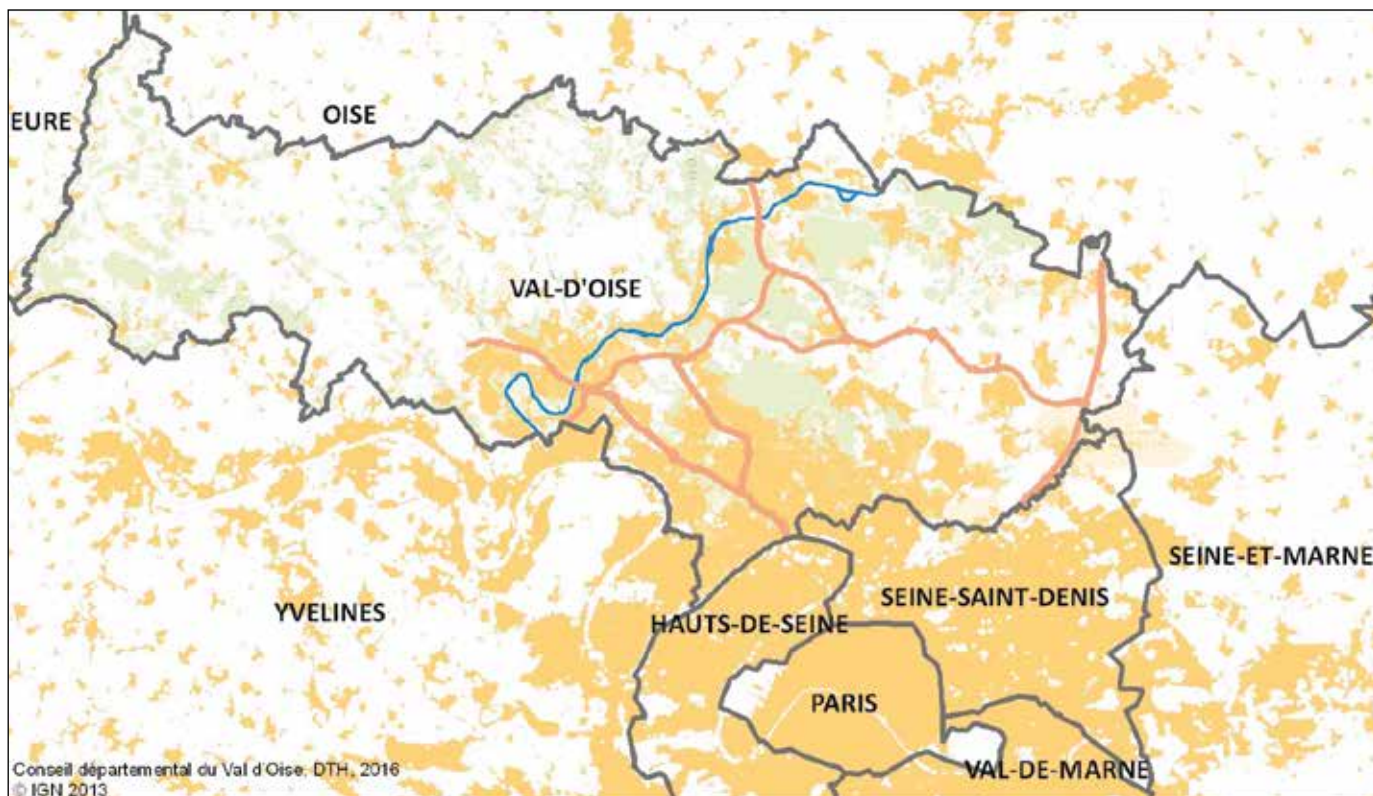 OISE
EURE
VAL-D'OISE
SEINE-ET-MARNE
SEINE-SAINT-DENIS
YVELINES
HAUTS-DE-SEINE
PARIS
VAL-DE-MARNE
Conseil départemental du Val d'Oise, DTH, 2016
© IGN 2013